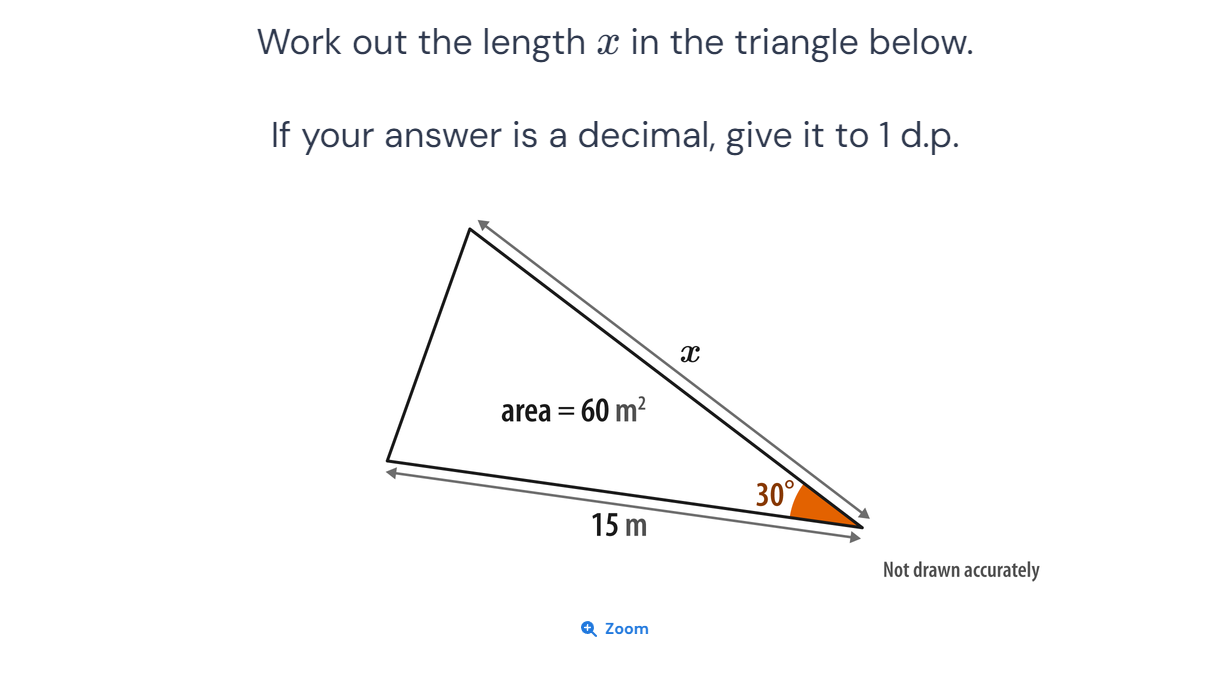 Work out the length x in the triangle below.
If your answer is a decimal, give it to 1 d.p.
x
area = 60 m²
30°
15 m
Not drawn accurately
Zoom